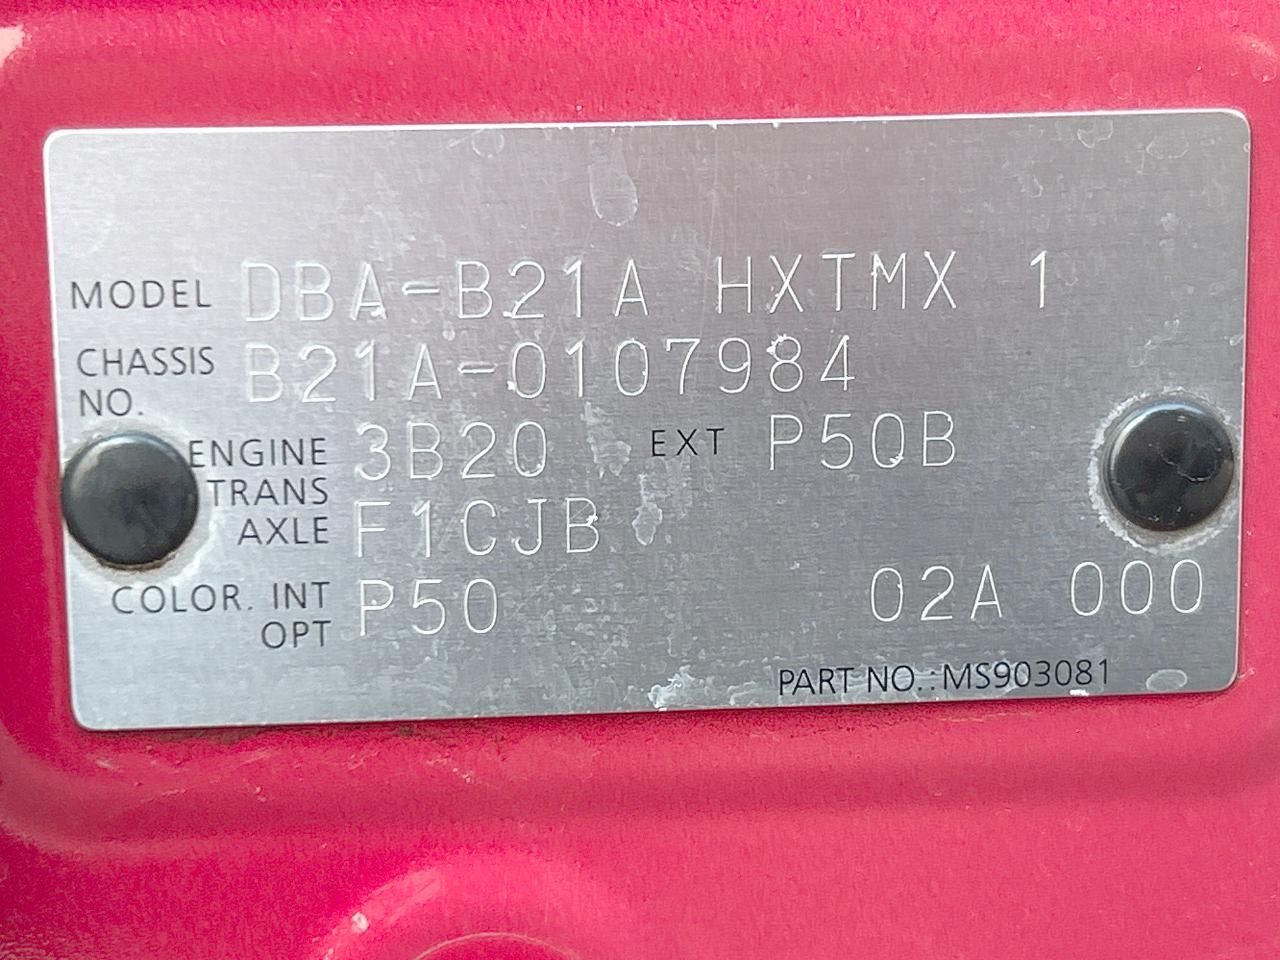 MODEL DBA-B21A HXTMX 1
CHASSIS NO. B21A-0107984
ENGINE 3B20 EXT P50B
TRANS AXLE F1CJB
COLOR. INT OPT P50 02A 000
PART NO.:MS903081